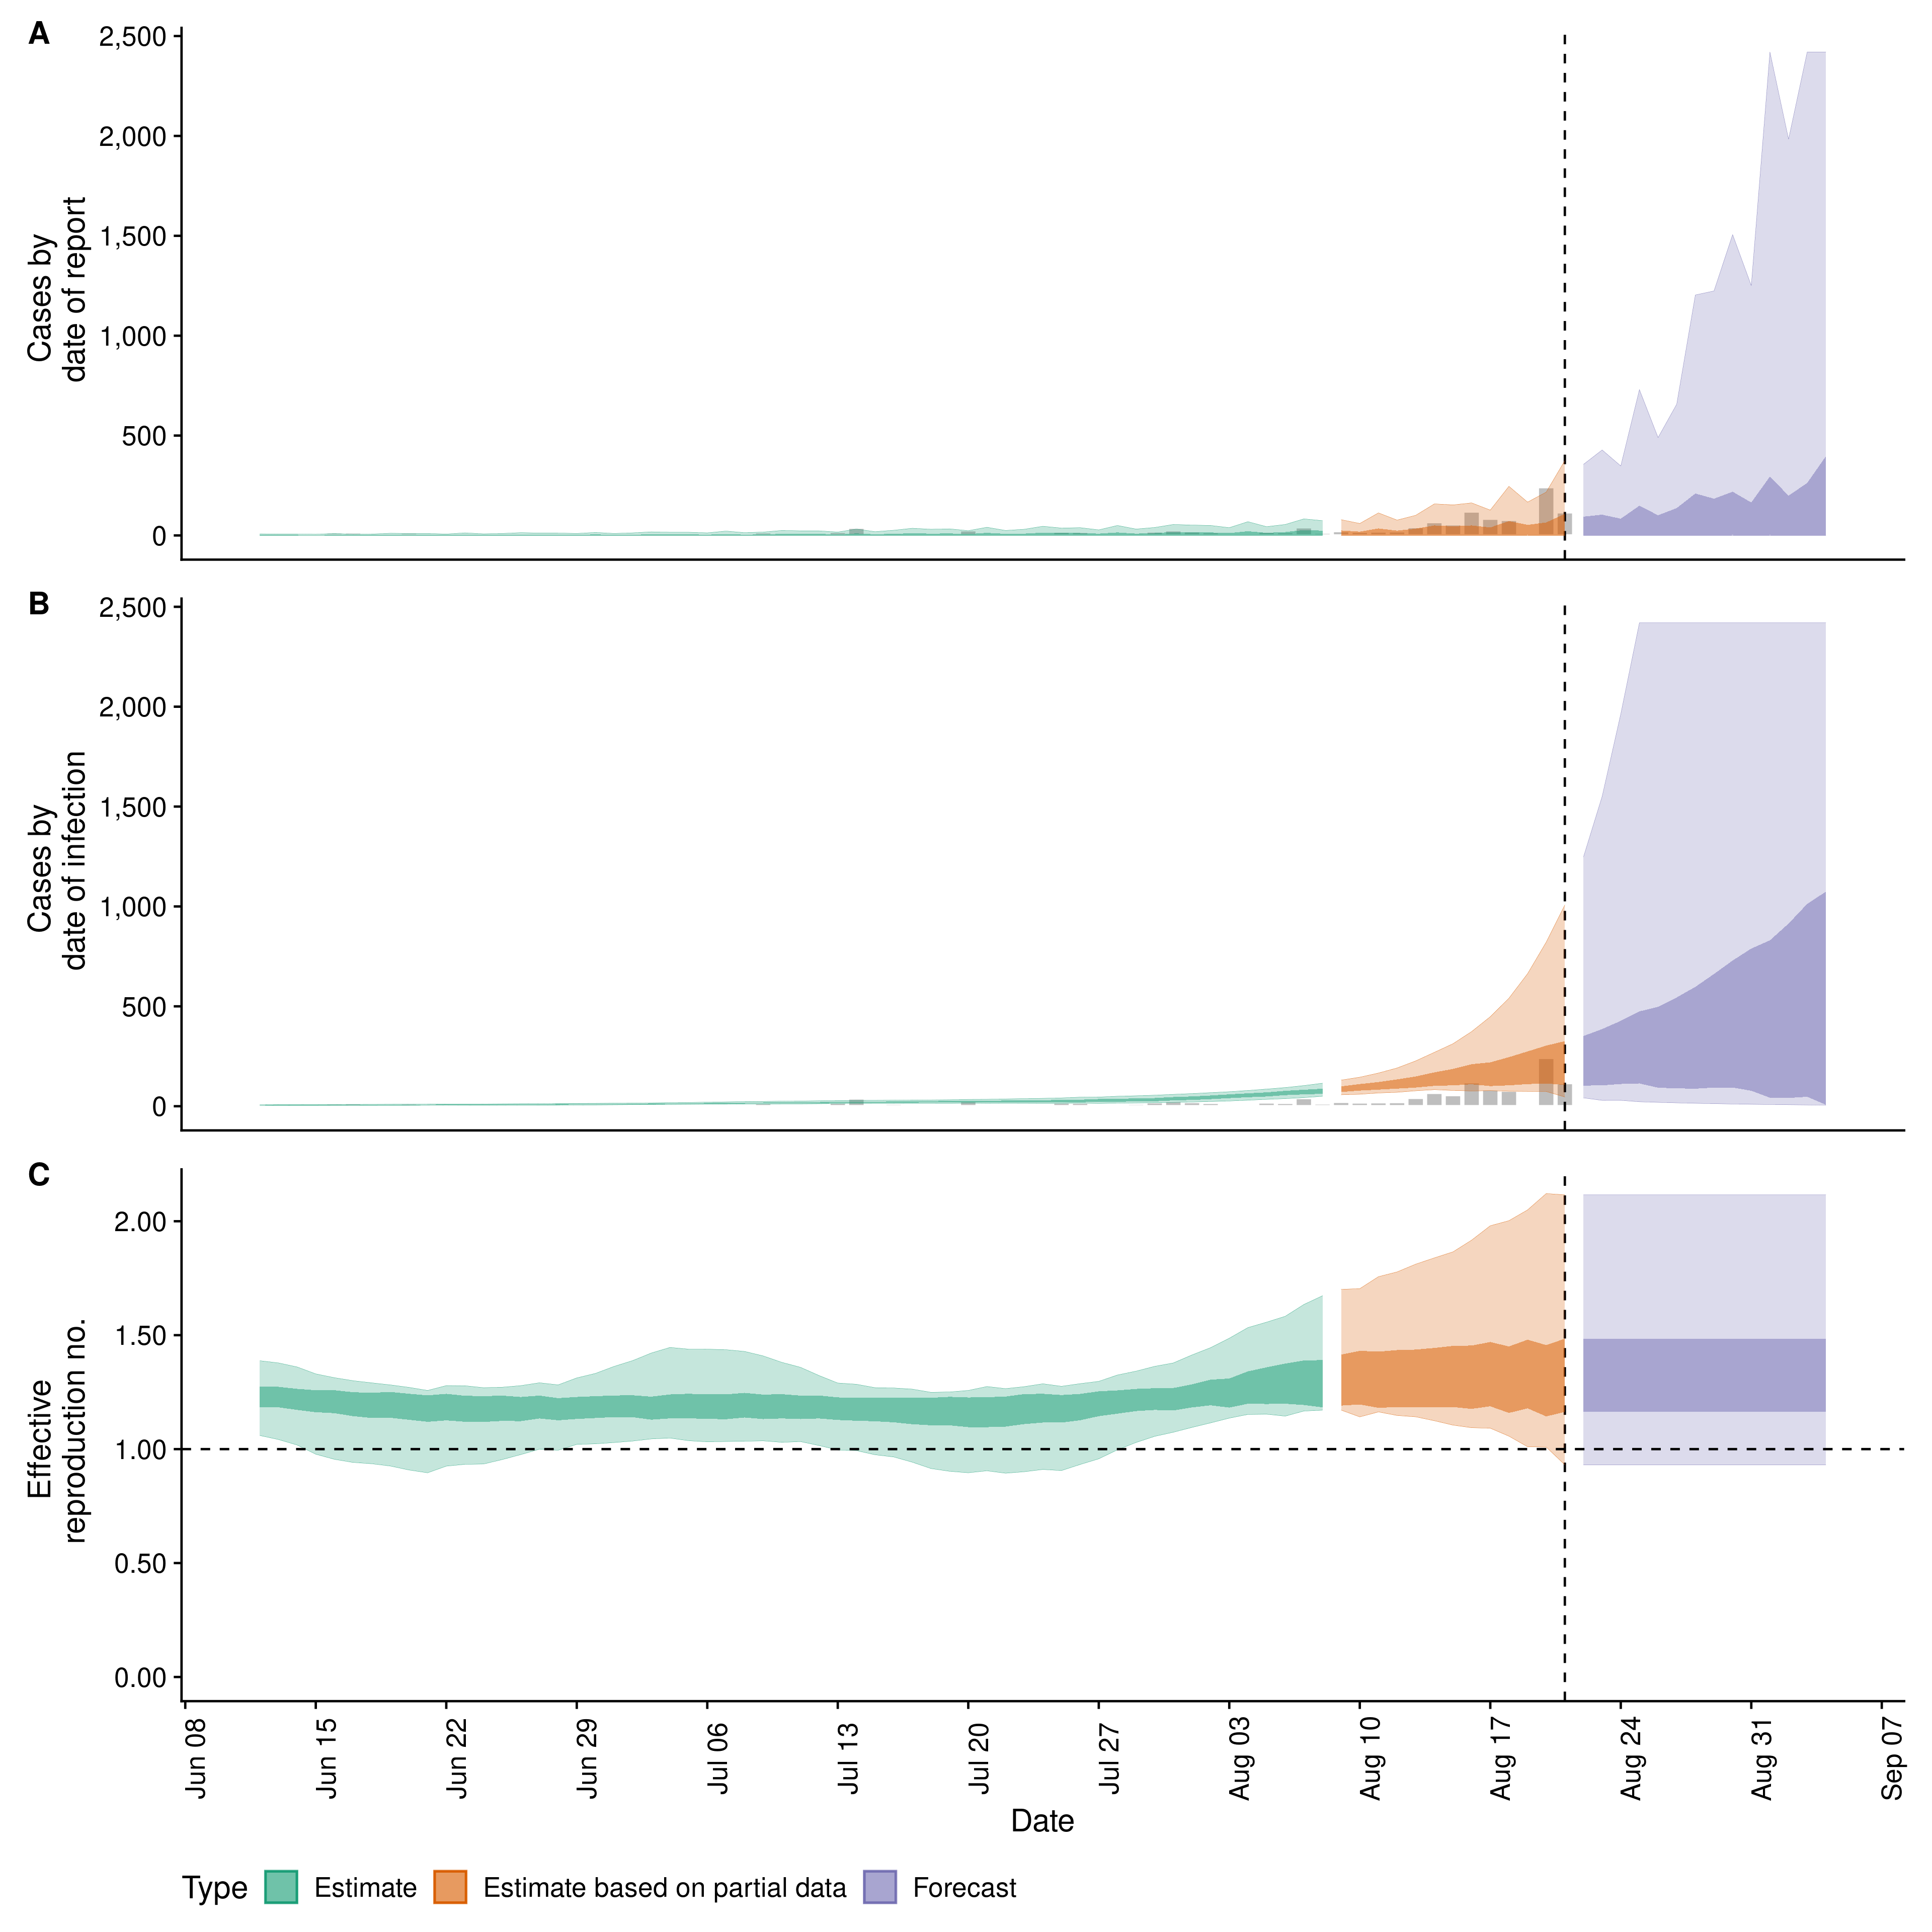 A
Cases by
date of report
2,500
2,000
1,500
1,000
500
0
B
Cases by
date of infection
2,500
2,000
1,500
1,000
500
0
C
Effective
reproduction no.
2.00
1.50
1.00
0.50
0.00
Jun 08
Jun 15
Jun 22
Jun 29
Jul 06
Jul 13
Jul 20
Jul 27
Aug 03
Aug 10
Aug 17
Aug 24
Aug 31
Sep 07
Date
Type Estimate Estimate based on partial data Forecast